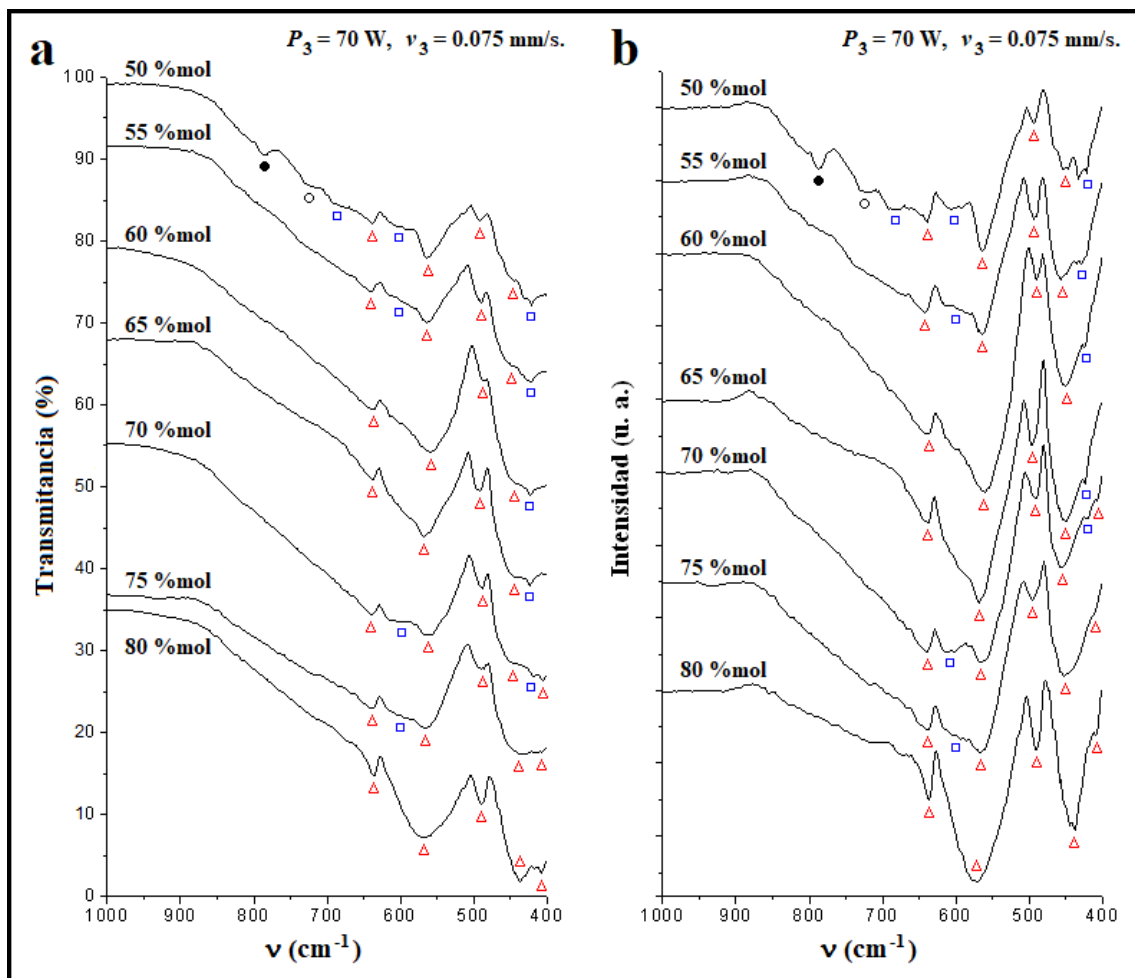 a
P3 = 70 W, v3 = 0.075 mm/s.
Transmitancia (%)
100
90
80
70
60
50
40
30
20
10
0
50 %mol
55 %mol
60 %mol
65 %mol
70 %mol
75 %mol
80 %mol
1000 900 800 700 600 500 400
ν (cm-1)
b
P3 = 70 W, v3 = 0.075 mm/s.
Intensidad (u. a.)
50 %mol
55 %mol
60 %mol
65 %mol
70 %mol
75 %mol
80 %mol
1000 900 800 700 600 500 400
ν (cm-1)